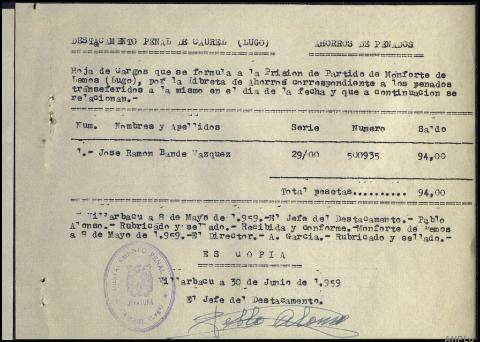 DESTACAMENTO PENAL DE CAUREL (LUGO) AHORROS DE PENADOS
Hoja de Cargos que se formula a la Prision de Partido de Monforte de
Lemos (Lugo), por la libreta de Ahorros correspondiente a los penados
transeferidos a la mismo en el dia de la fecha y que a continuacion se
relacionan.-
Num. Nombres y Apellidos Serie Numero Saldo
1.- Jose Ramon Bande Vazquez 29/00 500935 94,00
Total pesetas.......... 94,00
Villarbacu a 8 de Mayo de 1.959.-El Jefe del Destacamento.- Pablo
Alonso.- Rubricado y sellado.- Recibida y conforme.-Monforte de Lemos
a 8 de Mayo de 1.959.-El Director.- A. Garcia.- Rubricado y sellado.-
ES COPIA
Villarbacu a 30 de Junio de 1.959
El Jefe del Destacamento.
Pablo Alonso
DESTACAMENTO PENAL
JEFATURA